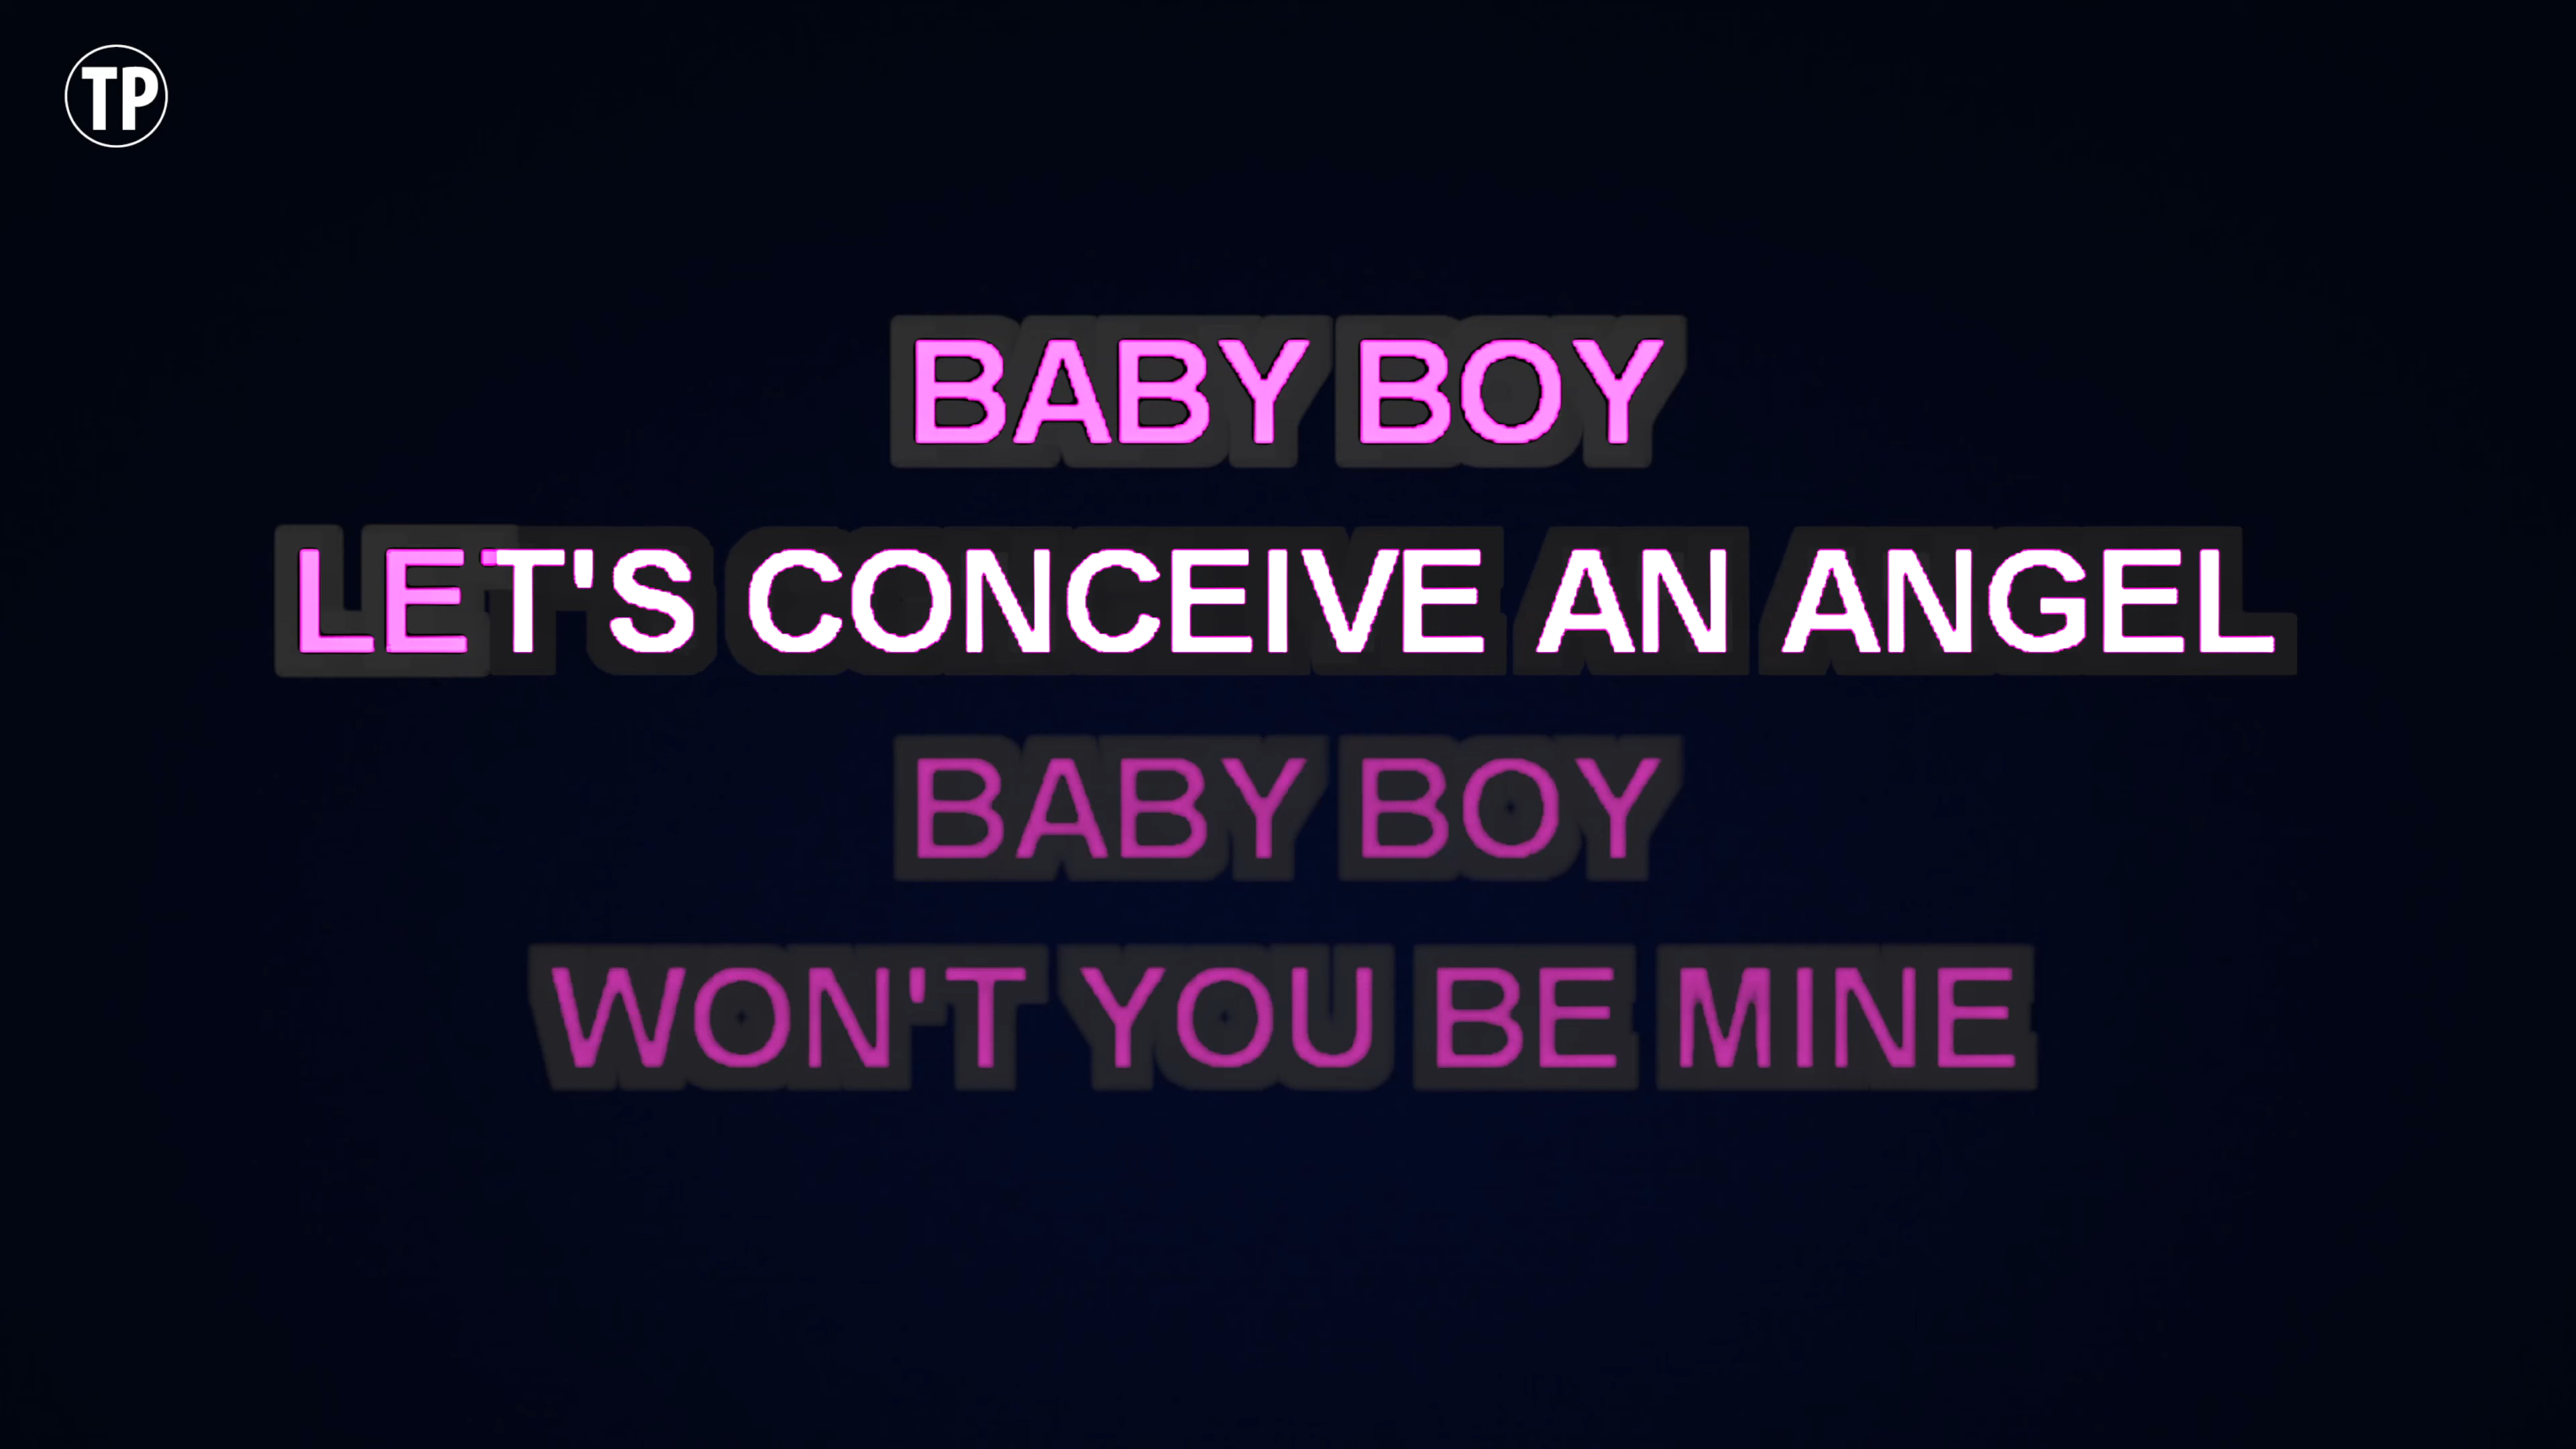 TP
BABY BOY
LET'S CONCEIVE AN ANGEL
BABY BOY
WON'T YOU BE MINE